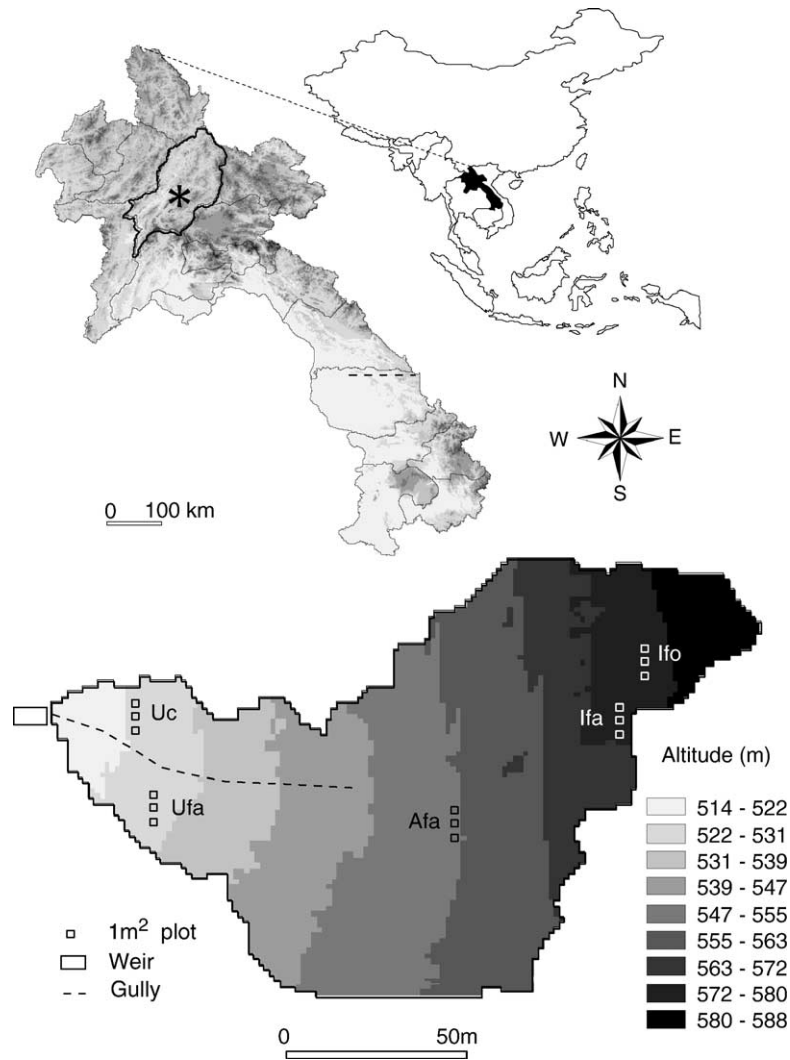 N
W E
S
0 100 km
Ifo
Uc
Ifa
Altitude (m)
Ufa
Afa
514 - 522
522 - 531
531 - 539
539 - 547
547 - 555
555 - 563
563 - 572
572 - 580
580 - 588
1m² plot
Weir
Gully
0 50m